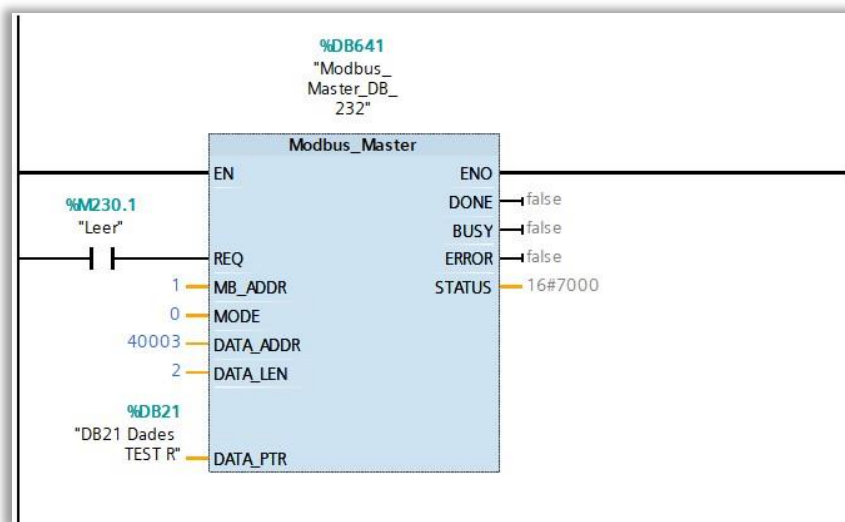 %DB641
"Modbus_
Master_DB_
232"
Modbus_Master
EN ENO
%M230.1 DONE false
"Leer" BUSY false
REQ ERROR false
1 MB_ADDR STATUS 16#7000
0 MODE
40003 DATA_ADDR
2 DATA_LEN
%DB21
"DB21 Dades
TEST R" DATA_PTR